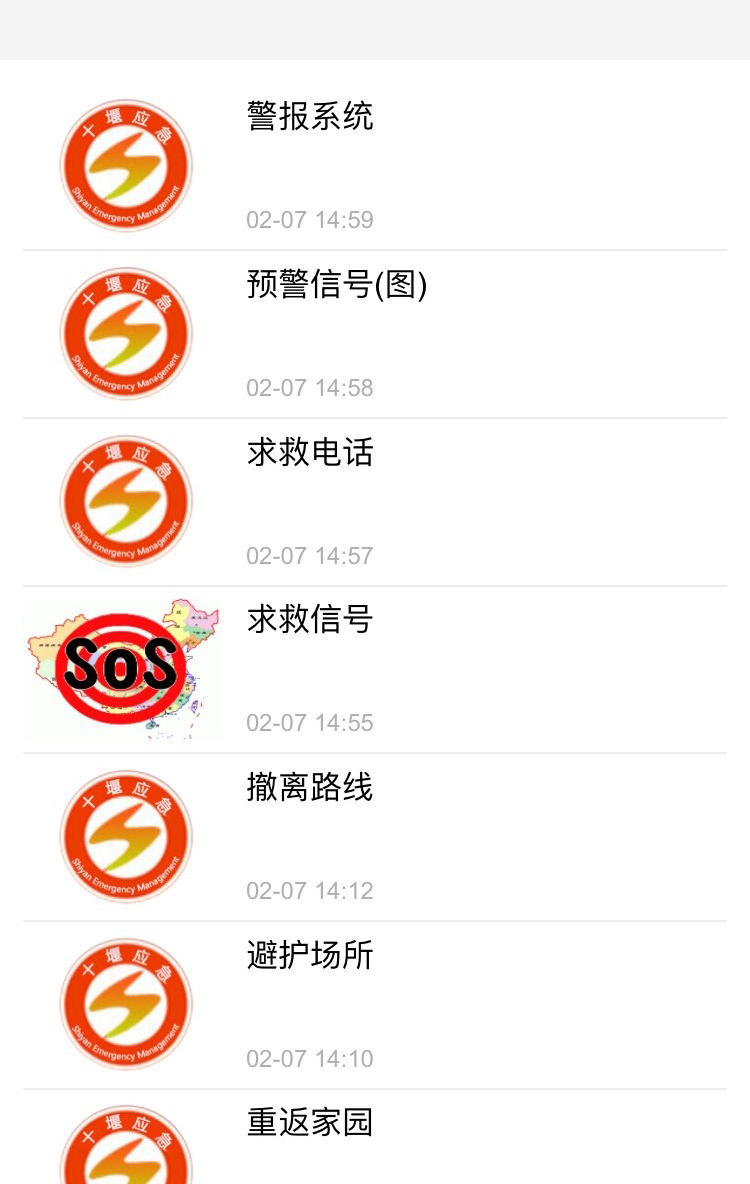 十堰应急
Shiyan Emergency Management
警报系统
02-07 14:59
十堰应急
Shiyan Emergency Management
预警信号(图)
02-07 14:58
十堰应急
Shiyan Emergency Management
求救电话
02-07 14:57
SOS
求救信号
02-07 14:55
十堰应急
Shiyan Emergency Management
撤离路线
02-07 14:12
十堰应急
Shiyan Emergency Management
避护场所
02-07 14:10
十堰应急
重返家园